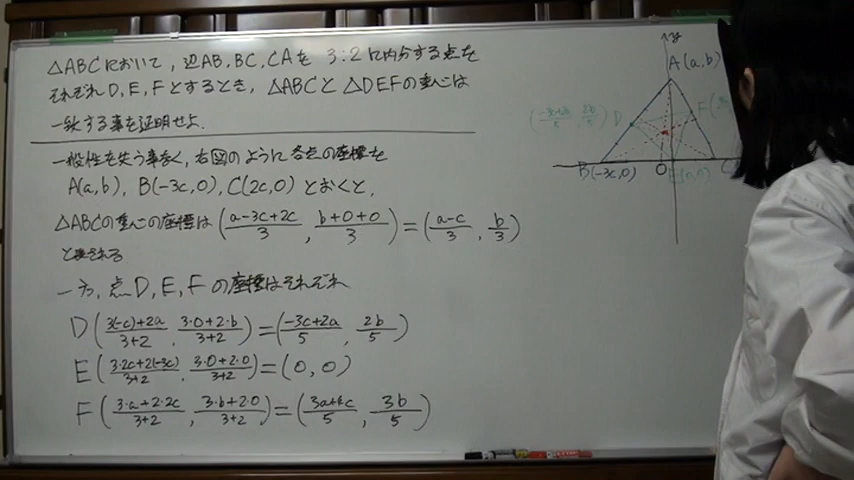 △ABCにおいて,辺AB,BC,CAを 3:2に内分する点を
それぞれD,E,Fとするとき,△ABCと△DEFの重心は
一致する事を証明せよ.
一般性を失う事なく,右図のように各点の座標を
A(a,b), B(-3c,0), C(2c,0) とおくと,
△ABCの重心の座標は ((a-3c+2c)/3, (b+0+0)/3) = ((a-c)/3, b/3)
と表される
一方,点D,E,Fの座標はそれぞれ
D((3(-c)+2a)/(3+2), (3・0+2・b)/(3+2)) = ((-3c+2a)/5, 2b/5)
E((3・2c+2(-3c))/(3+2), (3・0+2・0)/(3+2)) = (0,0)
F((3・a+2・2c)/(3+2), (3・b+2・0)/(3+2)) = ((3a+4c)/5, 3b/5)
y
A(a,b)
D
F
B(-3c,0)
O
E(0,0)
C